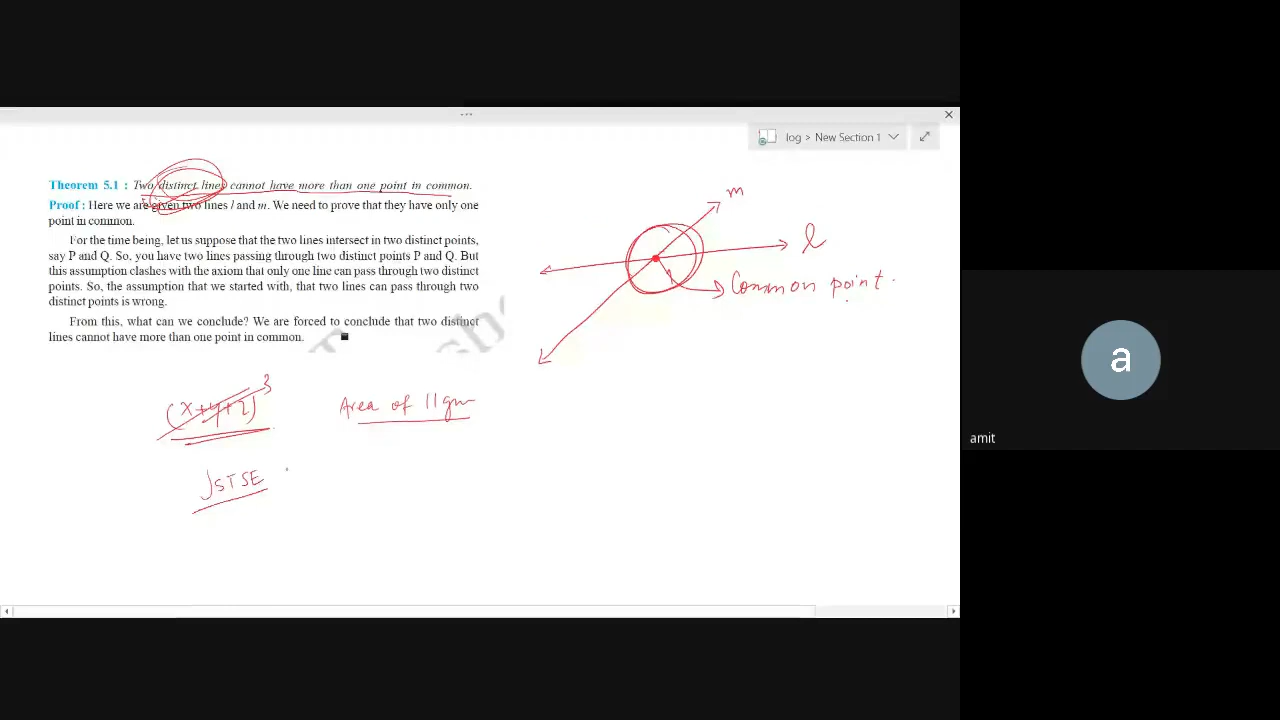 log > New Section 1
Theorem 5.1 : Two distinct lines cannot have more than one point in common.
Proof : Here we are given two lines l and m. We need to prove that they have only one
point in common.
For the time being, let us suppose that the two lines intersect in two distinct points,
say P and Q. So, you have two lines passing through two distinct points P and Q. But
this assumption clashes with the axiom that only one line can pass through two distinct
points. So, the assumption that we started with, that two lines can pass through two
distinct points is wrong.
From this, what can we conclude? We are forced to conclude that two distinct
lines cannot have more than one point in common.
m
l
Common point.
(x+y+z)³
Area of ||gm
JSTSE
a
amit